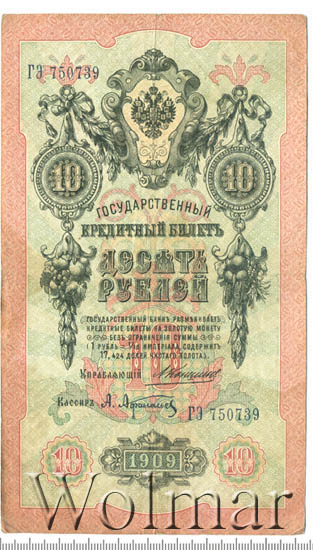 ГЭ 750739
10 10
ГОСУДАРСТВЕННЫЙ
КРЕДИТНЫЙ БИЛЕТЪ
ДЕСЯТЬ
РУБЛЕЙ
ГОСУДАРСТВЕННЫЙ БАНКЪ РАЗМѢНИВАЕТЪ
КРЕДИТНЫЕ БИЛЕТЫ НА ЗОЛОТУЮ МОНЕТУ
БЕЗЪ ОГРАНИЧЕНІЯ СУММЫ
(1 РУБЛЬ = 1/15 ИМПЕРІАЛА, СОДЕРЖИТЪ
17,424 ДОЛЕЙ ЧИСТАГО ЗОЛОТА).
УПРАВЛЯЮЩІЙ
Кассиръ
ГЭ 750739
10 1909 10
Wolmar